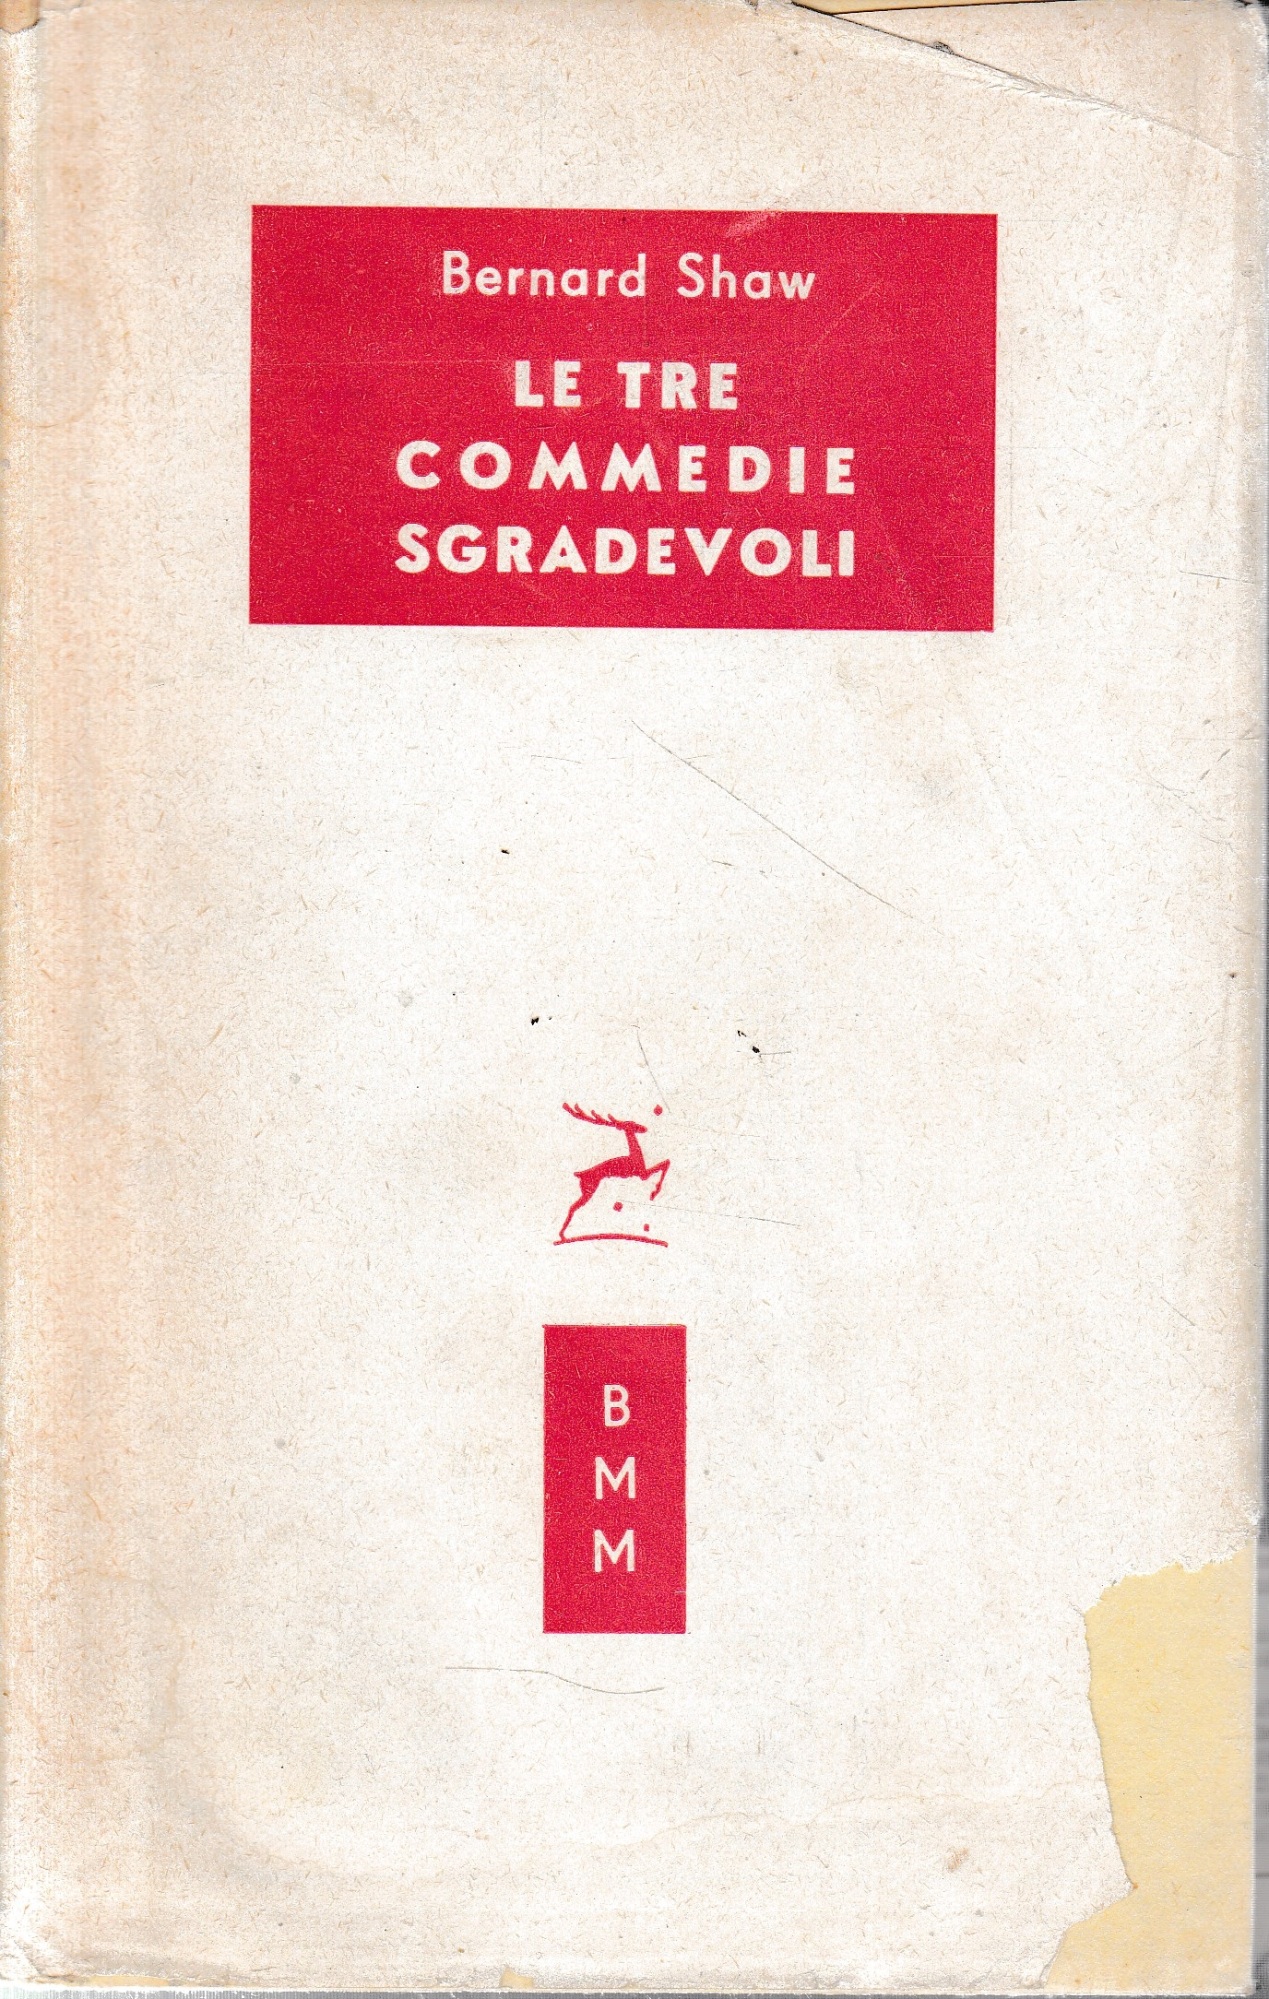 Bernard Shaw
LE TRE
COMMEDIE
SGRADEVOLI
B
M
M